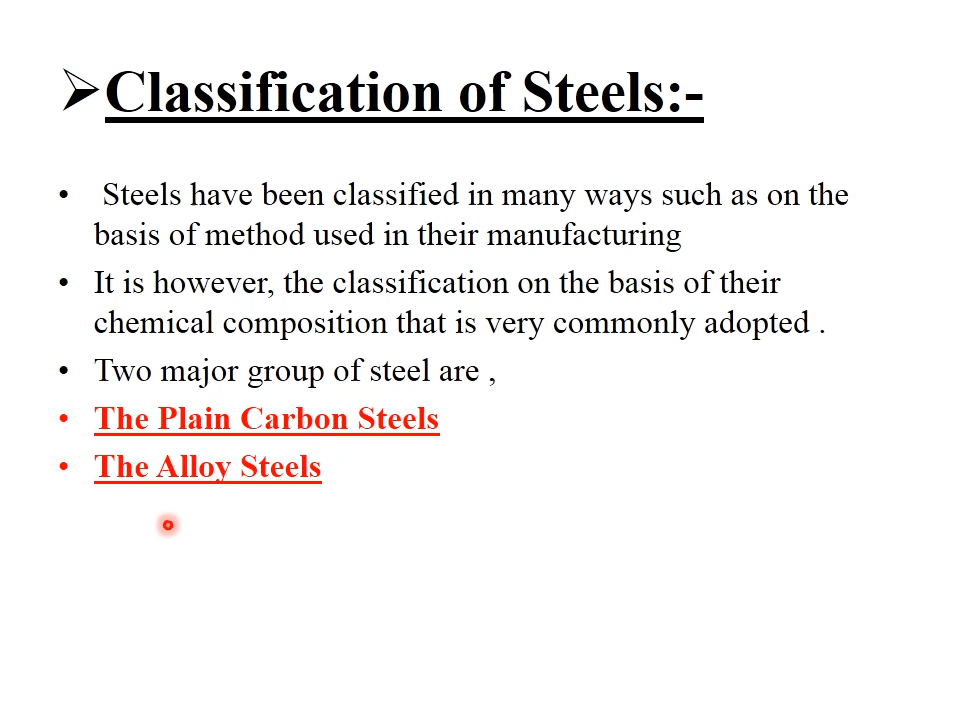 ➢Classification of Steels:-
• Steels have been classified in many ways such as on the
basis of method used in their manufacturing
• It is however, the classification on the basis of their
chemical composition that is very commonly adopted .
• Two major group of steel are ,
• The Plain Carbon Steels
• The Alloy Steels